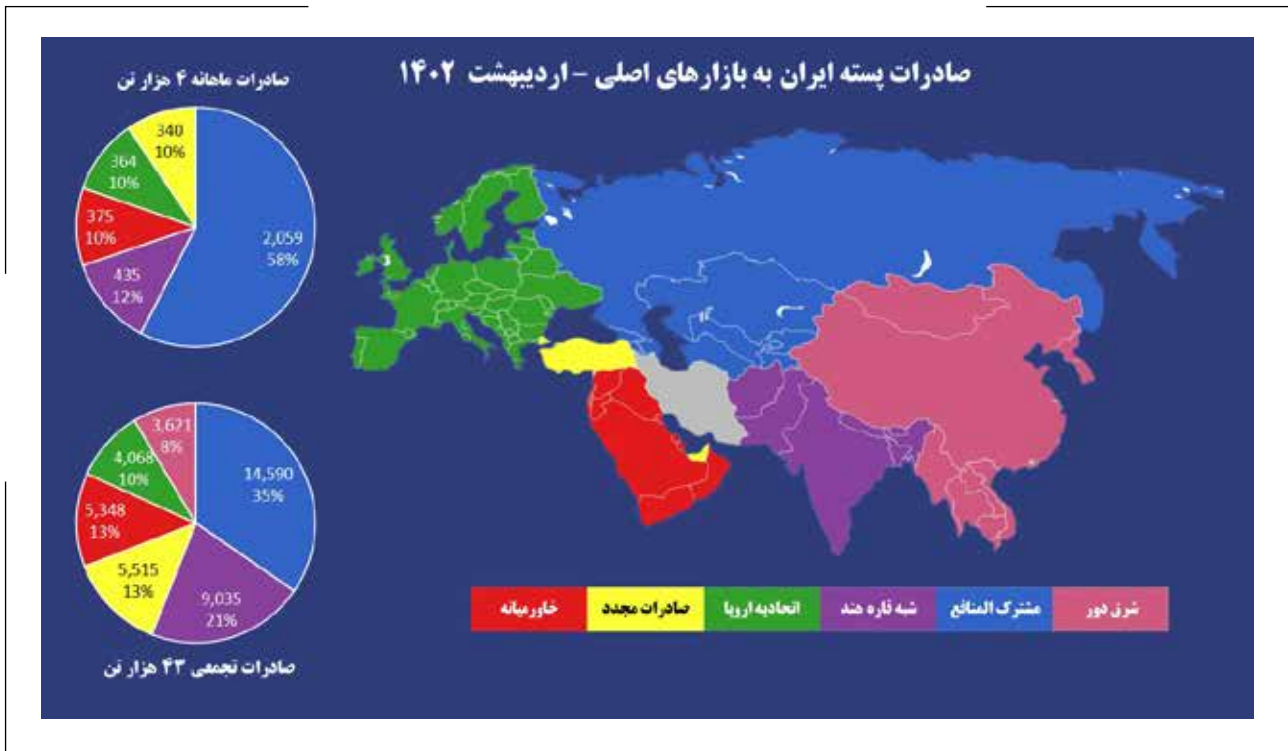 صادرات پسته ایران به بازارهای اصلی - اردیبهشت ۱۴۰۲
صادرات ماهانه ۴ هزار تن
340
10%
364
10%
375
10%
435
12%
2,059
58%
3,621
8%
4,068
10%
5,348
13%
5,515
13%
9,035
21%
14,590
35%
صادرات تجمعی ۴۳ هزار تن
شرق دور
مشترک المنافع
شبه قاره هند
اتحادیه اروپا
صادرات مجدد
خاورمیانه